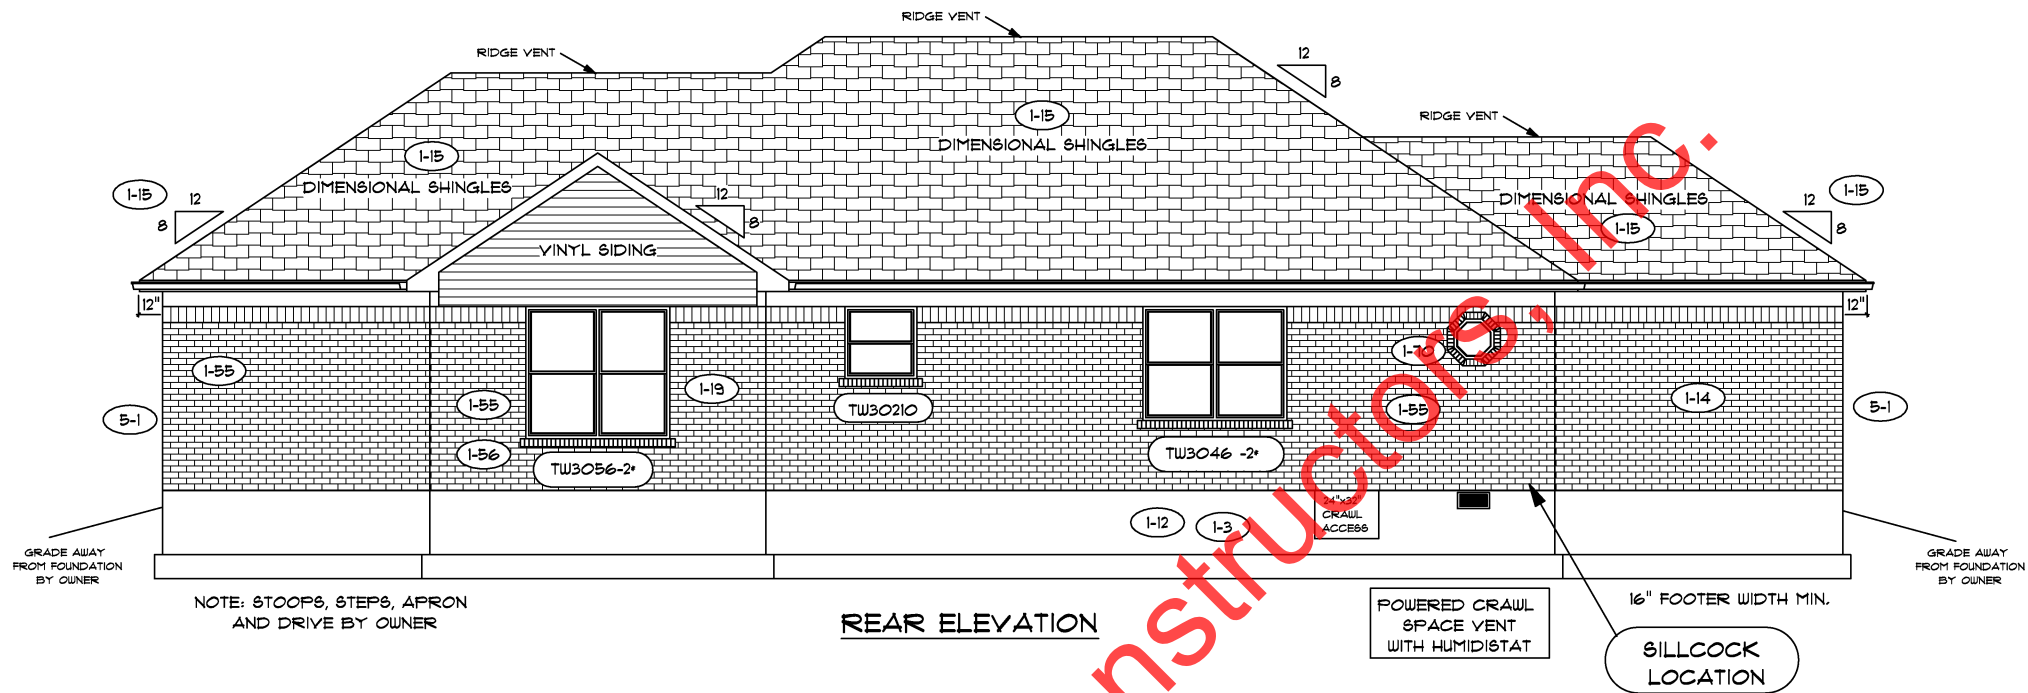 RIDGE VENT
RIDGE VENT
12
8
1-15
RIDGE VENT
DIMENSIONAL SHINGLES
1-15
1-15
DIMENSIONAL SHINGLES
12
8
12
8
DIMENSIONAL SHINGLES
1-15
12
8
1-15
VINYL SIDING
12"
12"
1-55
1-19
1-70
1-55
1-55
1-14
5-1
5-1
TW30210
1-56
TW3056-2*
TW3046 -2*
24"x32"
CRAWL
ACCESS
1-12
1-3
GRADE AWAY
FROM FOUNDATION
BY OWNER
GRADE AWAY
FROM FOUNDATION
BY OWNER
NOTE: STOOPS, STEPS, APRON
AND DRIVE BY OWNER
REAR ELEVATION
POWERED CRAWL
SPACE VENT
WITH HUMIDISTAT
16" FOOTER WIDTH MIN.
SILLCOCK
LOCATION
nstructors, Inc.